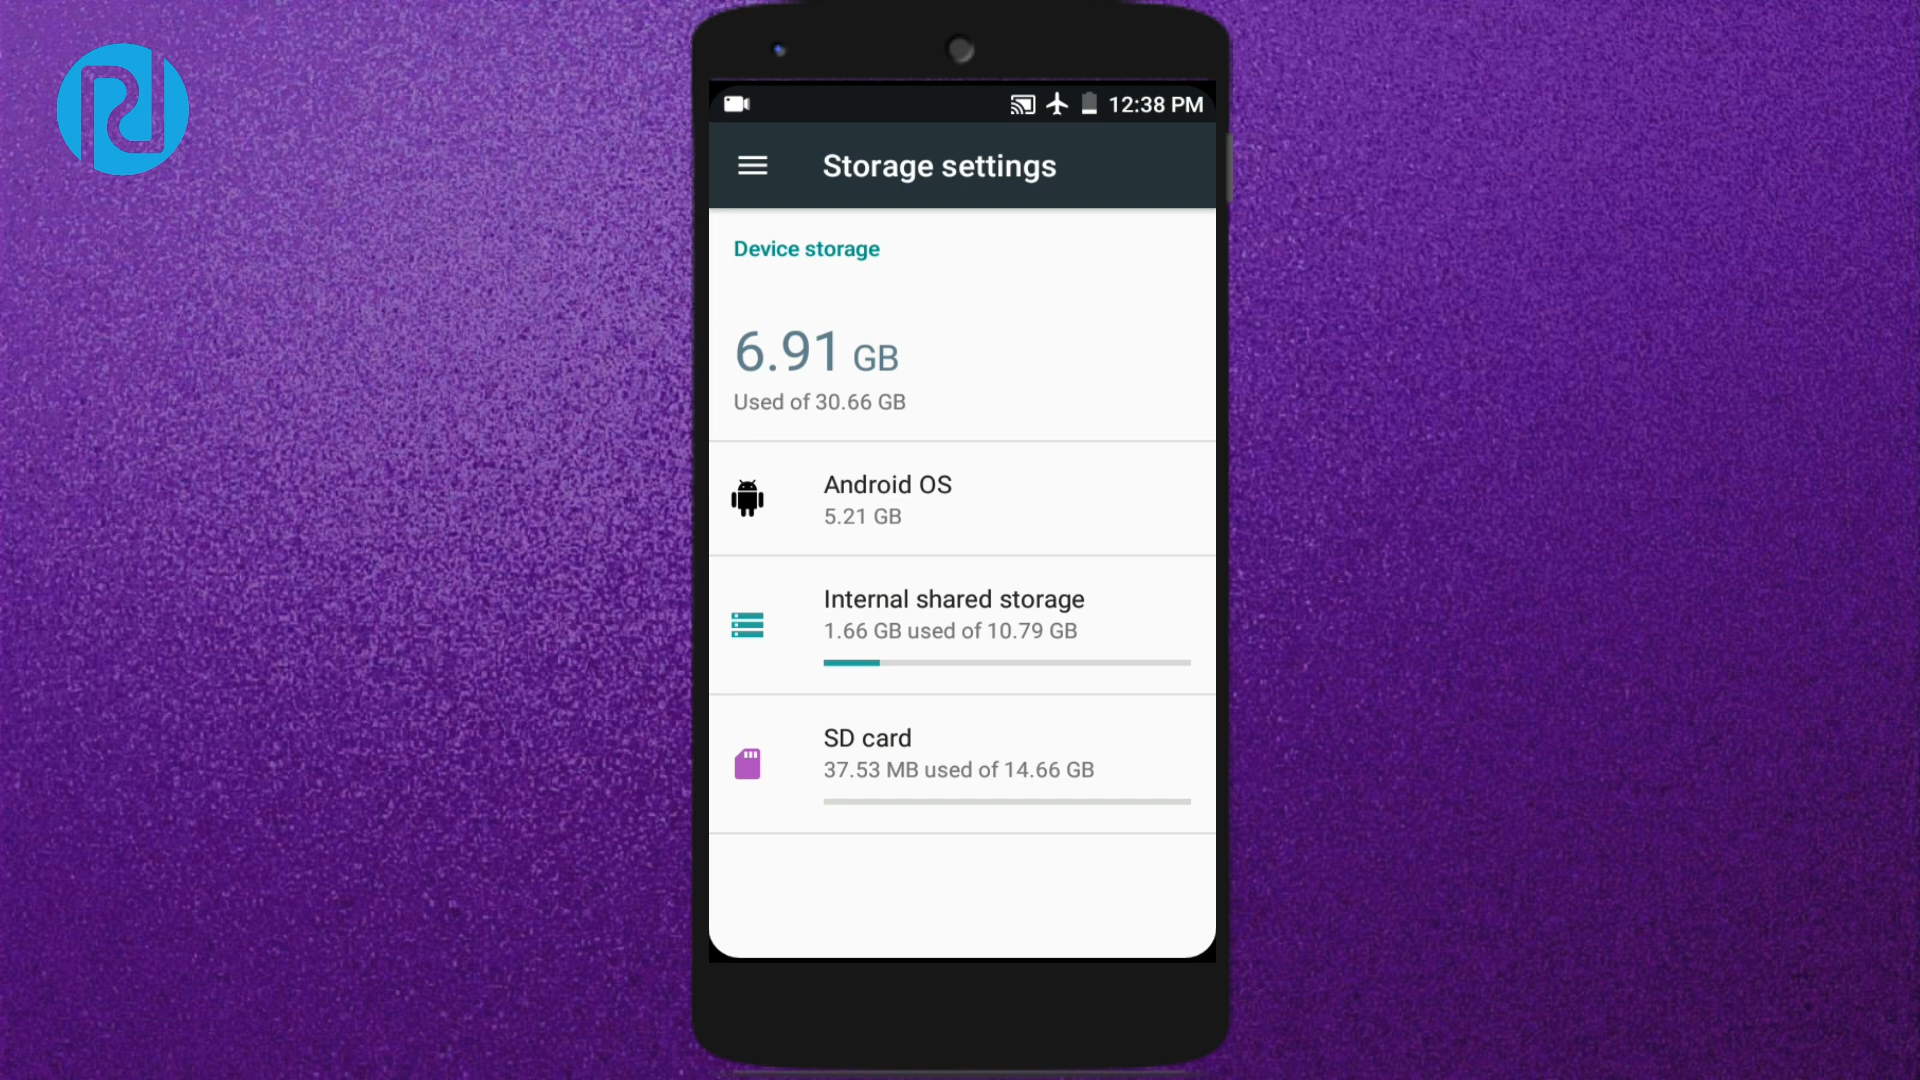 12:38 PM
Storage settings
Device storage
6.91 GB
Used of 30.66 GB
Android OS
5.21 GB
Internal shared storage
1.66 GB used of 10.79 GB
SD card
37.53 MB used of 14.66 GB